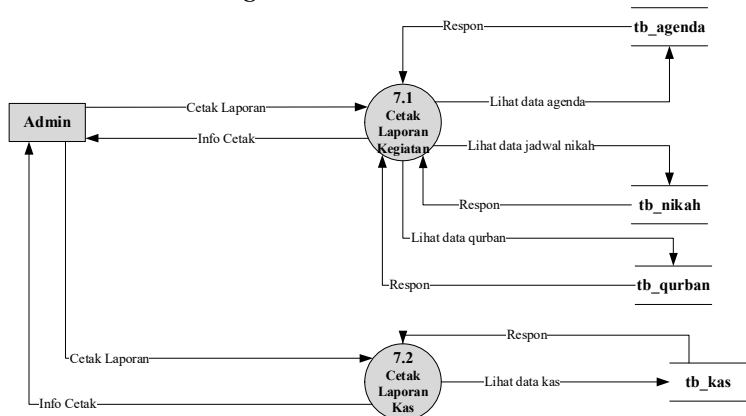 Respon
tb_agenda
7.1
Cetak
Laporan
Kegiatan
Cetak Laporan
Lihat data agenda
Admin
Info Cetak
Lihat data jadwal nikah
Respon
tb_nikah
Lihat data qurban
Respon
tb_qurban
Respon
7.2
Cetak
Laporan
Kas
Cetak Laporan
tb_kas
Lihat data kas
Info Cetak